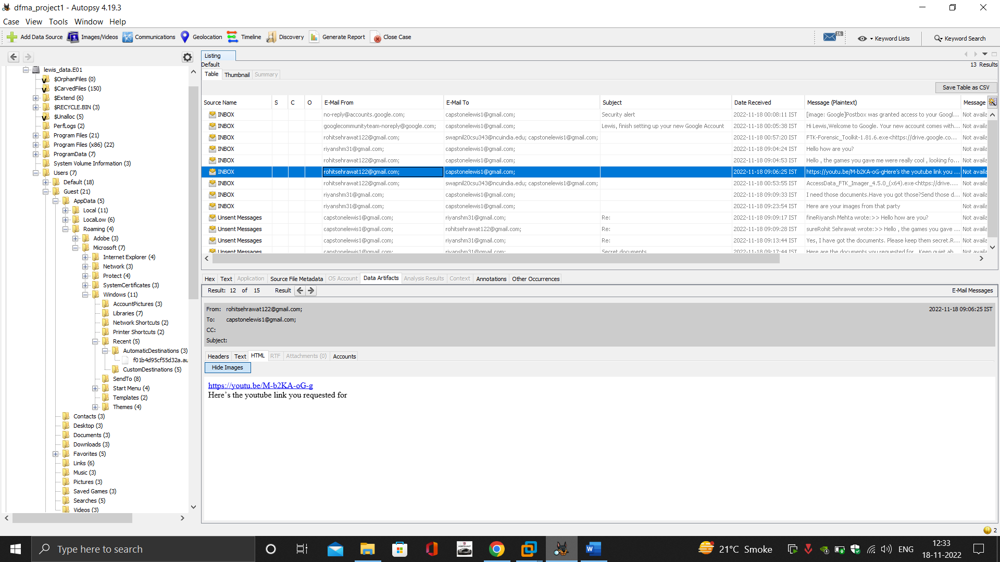 dfma_project1 - Autopsy 4.19.3
Case View Tools Window Help
Add Data Source Images/Videos Communications Geolocation Timeline Discovery Generate Report Close Case 16 Keyword Lists Keyword Search
lewis_data.E01
$OrphanFiles (0)
$CarvedFiles (150)
$Extend (6)
$RECYCLE.BIN (3)
$Unalloc (5)
PerfLogs (2)
Program Files (21)
Program Files (x86) (22)
ProgramData (7)
System Volume Information (3)
Users (7)
Default (18)
Guest (21)
AppData (5)
Local (11)
LocalLow (6)
Roaming (4)
Adobe (3)
Microsoft (7)
Internet Explorer (4)
Network (3)
Protect (4)
SystemCertificates (3)
Windows (11)
AccountPictures (3)
Libraries (7)
Network Shortcuts (2)
Printer Shortcuts (2)
Recent (5)
AutomaticDestinations (3)
f01b4d95cf55d32a.au
CustomDestinations (5)
SendTo (8)
Start Menu (4)
Templates (2)
Themes (4)
Contacts (3)
Desktop (3)
Documents (3)
Downloads (3)
Favorites (5)
Links (6)
Music (3)
Pictures (3)
Saved Games (3)
Searches (5)
Videos (3)
Listing
Default 13 Results
Table Thumbnail Summary
Save Table as CSV
Source Name S C O E-Mail From E-Mail To Subject Date Received Message (Plaintext) Message
INBOX no-reply@accounts.google.com; capstonelewis1@gmail.com; Security alert 2022-11-18 00:08:11 IST [image: Google]Postbox was granted access to your Googl... Not availa
INBOX googlecommunityteam-noreply@google.com; capstonelewis1@gmail.com; Lewis, finish setting up your new Google Account 2022-11-18 00:05:38 IST Hi Lewis,Welcome to Google. Your new account comes with... Not availa
INBOX rohitsehrawat122@gmail.com; swapnil20csu343@ncuindia.edu; capstonelewis1@gmail.com; 2022-11-18 00:57:20 IST FTK-Forensic_Toolkit-1.81.6.exe<https://drive.google.co... Not availa
INBOX riyanshm31@gmail.com; capstonelewis1@gmail.com; 2022-11-18 09:04:24 IST Hello how are you? Not availa
INBOX rohitsehrawat122@gmail.com; capstonelewis1@gmail.com; 2022-11-18 09:04:53 IST Hello , the games you gave me were really cool , looking fo... Not availa
INBOX rohitsehrawat122@gmail.com; capstonelewis1@gmail.com; 2022-11-18 09:06:25 IST https://youtu.be/M-b2KA-oG-gHere's the youtube link you ... Not availa
INBOX rohitsehrawat122@gmail.com; swapnil20csu343@ncuindia.edu; capstonelewis1@gmail.com; 2022-11-18 00:53:55 IST AccessData_FTK_Imager_4.5.0_(x64).exe<https://drive.... Not availa
INBOX riyanshm31@gmail.com; capstonelewis1@gmail.com; 2022-11-18 09:09:33 IST I need those documents.Have you got those?Send those d... Not availa
INBOX riyanshm31@gmail.com; capstonelewis1@gmail.com; 2022-11-18 09:23:54 IST Here are your images from that party Not availa
Unsent Messages capstonelewis1@gmail.com; riyanshm31@gmail.com; Re: 2022-11-18 09:09:17 IST fineRiyansh Mehta wrote:>> Hello how are you? Not availa
Unsent Messages capstonelewis1@gmail.com; rohitsehrawat122@gmail.com; Re: 2022-11-18 09:09:28 IST sureRohit Sehrawat wrote:>> Hello , the games you gave ... Not availa
Unsent Messages capstonelewis1@gmail.com; riyanshm31@gmail.com; Re: 2022-11-18 09:13:44 IST Yes, I have got the documents. Please keep them secret.R... Not availa
Unsent Messages capstonelewis1@gmail.com; riyanshm31@gmail.com; Secret documents 2022-11-18 09:17:44 IST Here are the documents you requested for . Keep quiet ab... Not availa
Hex Text Application Source File Metadata OS Account Data Artifacts Analysis Results Context Annotations Other Occurrences
Result: 12 of 15 Result E-Mail Messages
From: rohitsehrawat122@gmail.com; 2022-11-18 09:06:25 IST
To: capstonelewis1@gmail.com;
CC:
Subject:
Headers Text HTML RTF Attachments (0) Accounts
Hide Images
https://youtu.be/M-b2KA-oG-g
Here's the youtube link you requested for
2
Type here to search 21°C Smoke ENG 12:33
18-11-2022